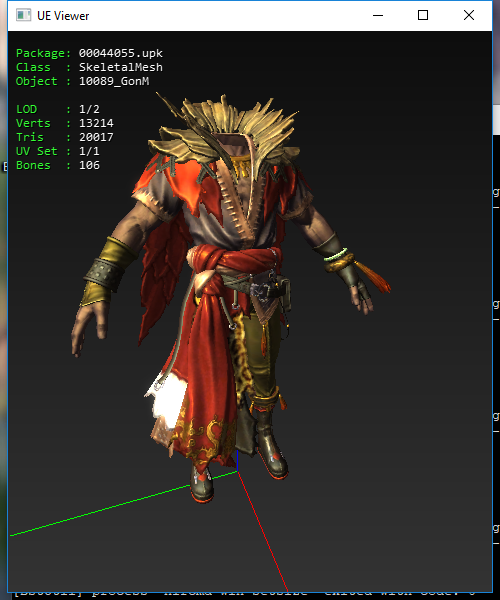 UE Viewer
Package: 00044055.upk
Class : SkeletalMesh
Object : 10089_GonM
LOD : 1/2
Verts : 13214
Tris : 20017
UV Set : 1/1
Bones : 106